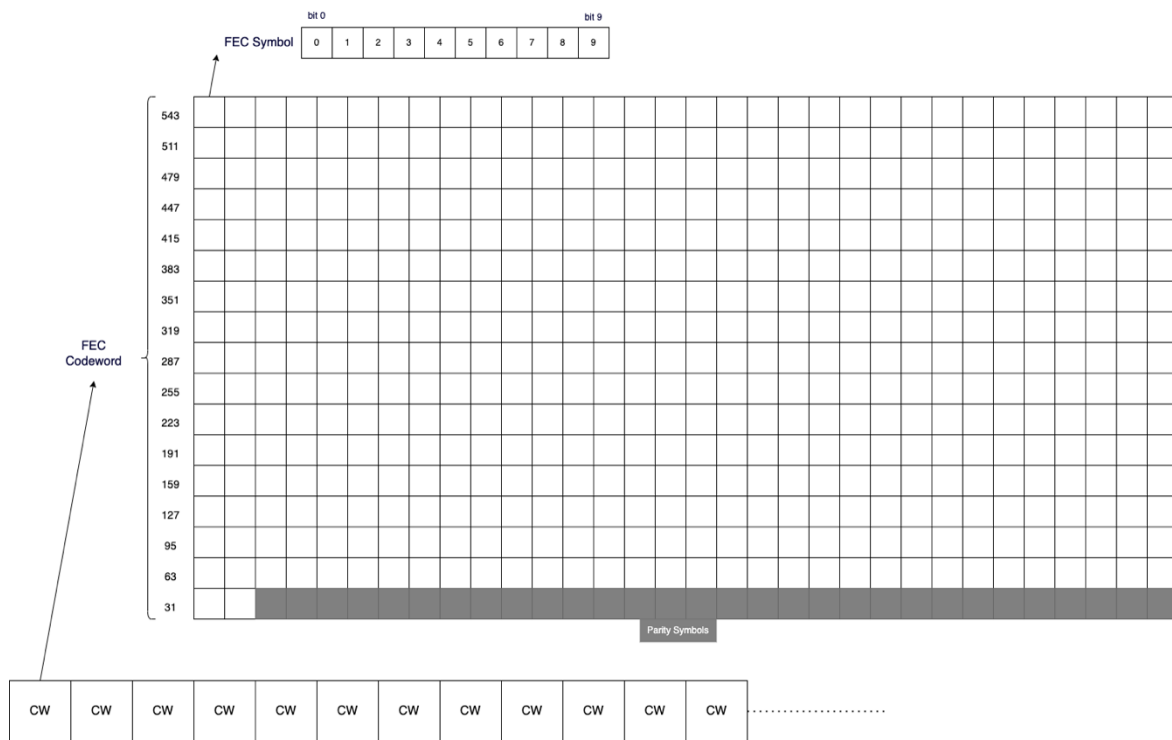 bit 0 bit 9
FEC Symbol 0 1 2 3 4 5 6 7 8 9
543
511
479
447
415
383
351
319
FEC
Codeword
287
255
223
191
159
127
95
63
31
Parity Symbols
CW CW CW CW CW CW CW CW CW CW CW CW